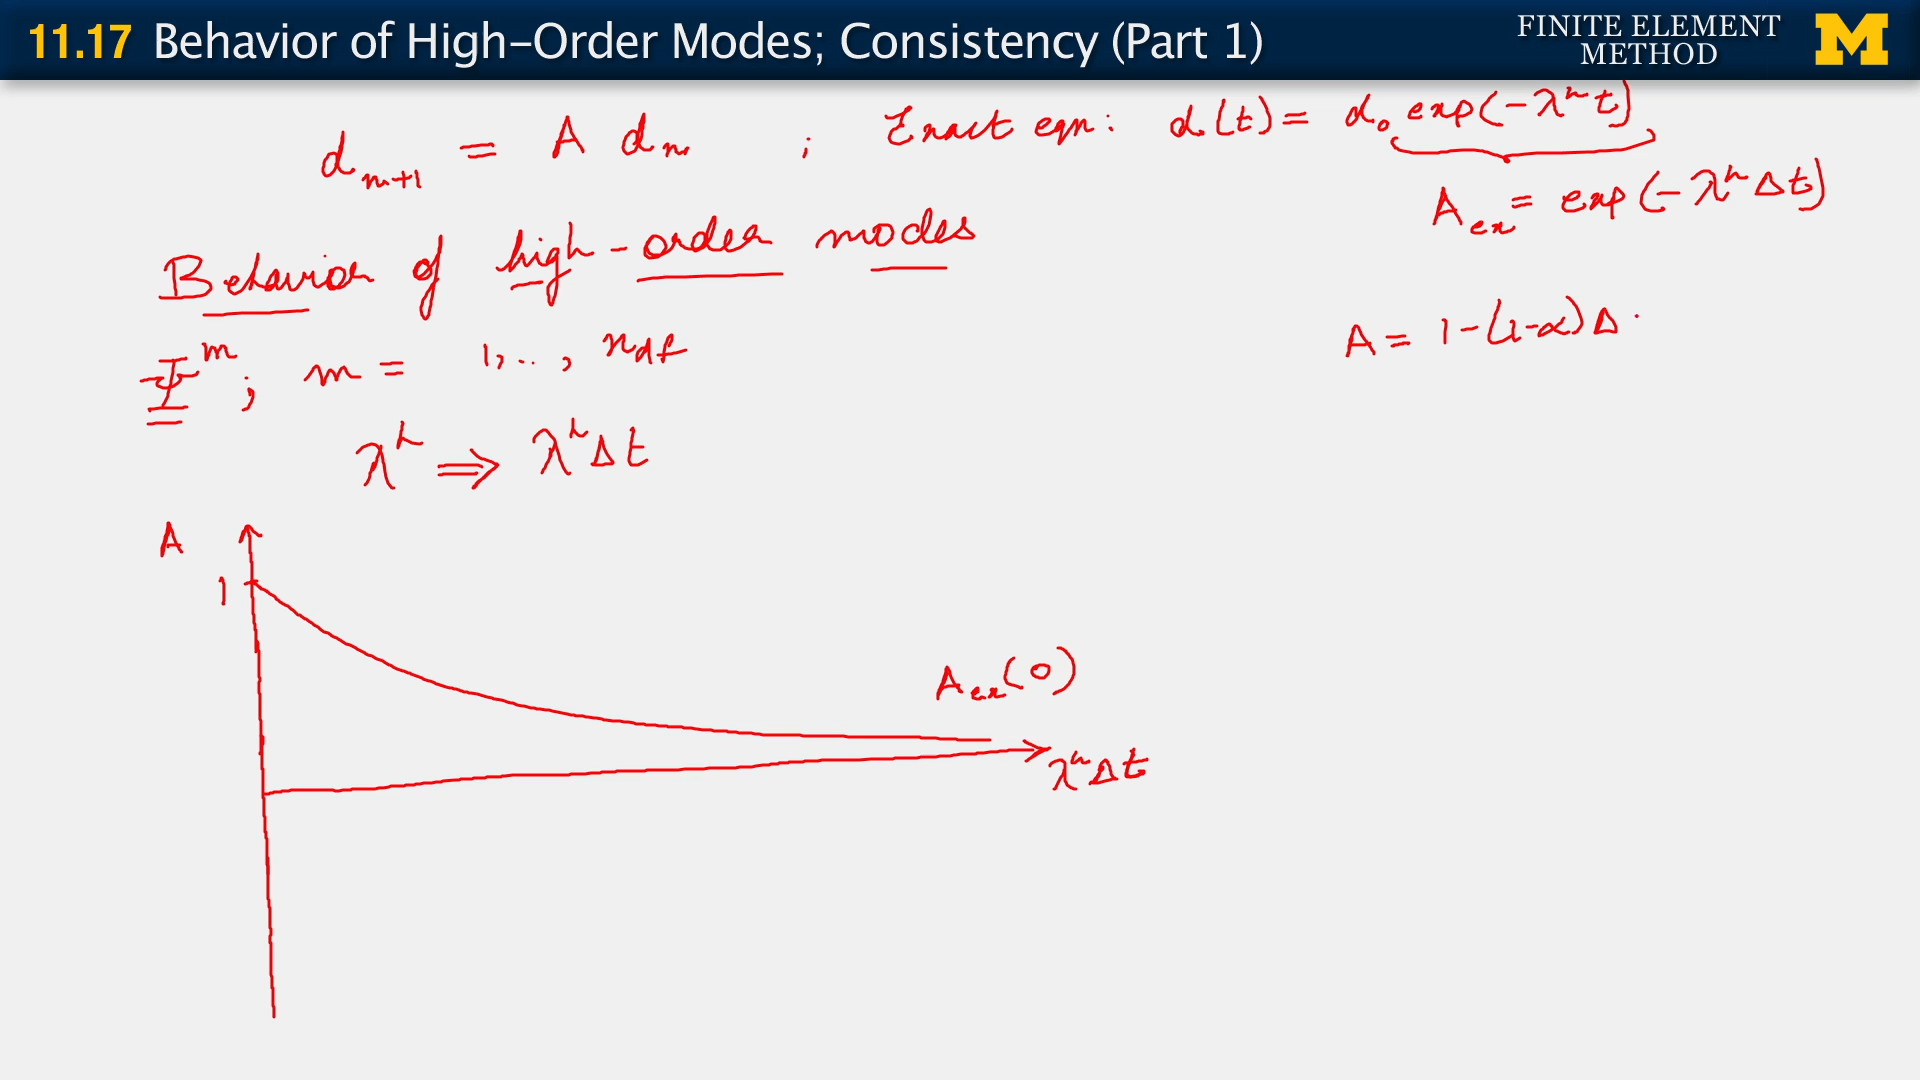 11.17 Behavior of High-Order Modes; Consistency (Part 1)
FINITE ELEMENT
METHOD
M
d_{n+1} = A d_n ; Exact eqn: d(t) = d_0 exp(-λ^h t)
A_ex = exp(-λ^h Δt)
Behavior of high-order modes
Ψ^m ; m = 1, .. , n_df
A = 1-(1-α)Δ
λ^h ⇒ λ^h Δt
A
1
A_ex(0)
λ^h Δt